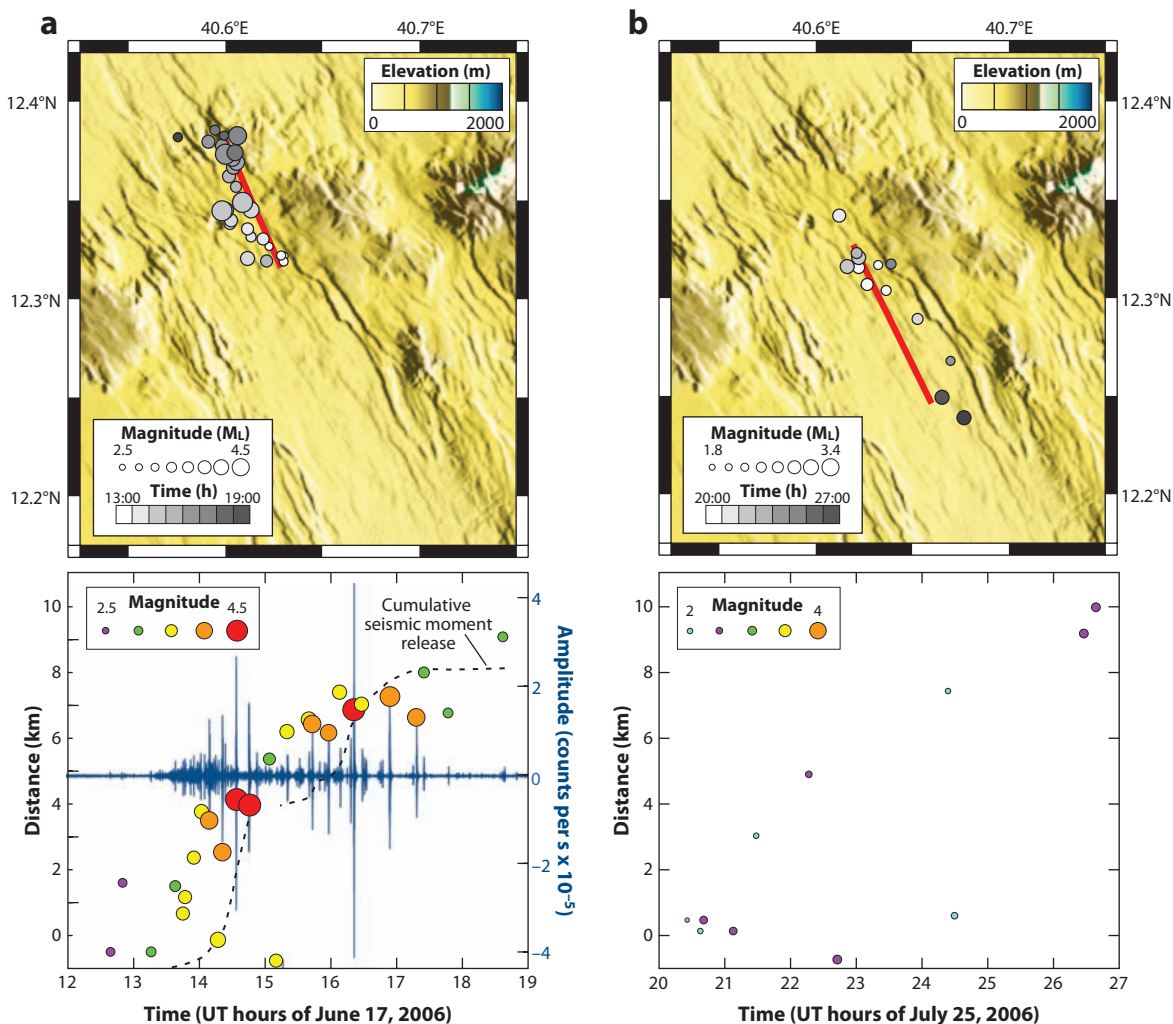 a
40.6°E
40.7°E
Elevation (m)
0
2000
12.4°N
12.3°N
12.2°N
Magnitude (ML)
2.5
4.5
Time (h)
13:00
19:00
b
40.6°E
40.7°E
Elevation (m)
0
2000
12.4°N
12.3°N
12.2°N
Magnitude (ML)
1.8
3.4
Time (h)
20:00
27:00
Magnitude
2.5
4.5
Cumulative
seismic moment
release
10
8
6
4
2
0
Distance (km)
4
2
0
−2
−4
Amplitude (counts per s x 10⁻⁵)
12 13 14 15 16 17 18 19
Time (UT hours of June 17, 2006)
Magnitude
2
4
10
8
6
4
2
0
Distance (km)
20 21 22 23 24 25 26 27
Time (UT hours of July 25, 2006)